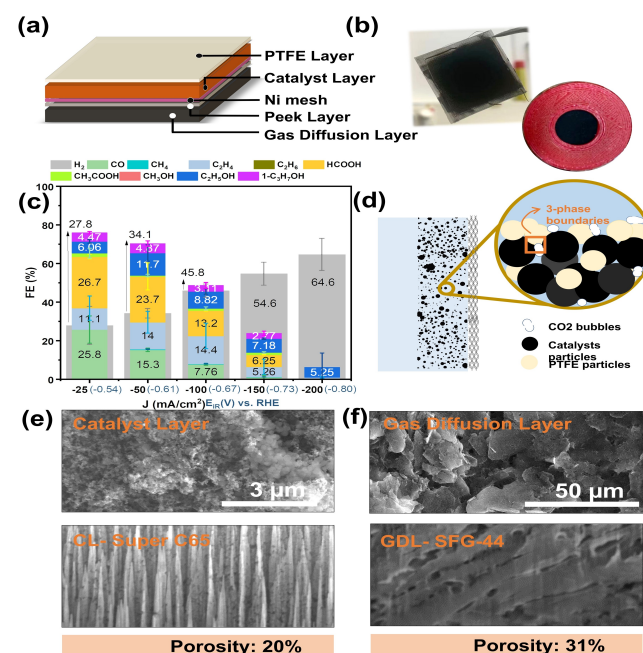 (a)
PTFE Layer
Catalyst Layer
Ni mesh
Peek Layer
Gas Diffusion Layer
(b)
H₂ CO CH₄ C₂H₄ C₂H₆ HCOOH
CH₃COOH CH₃OH C₂H₅OH 1-C₃H₇OH
(c)
FE (%)
100
80
60
40
20
0
27.8
4.47
6.06
26.7
11.1
25.8
34.1
4.87
11.7
23.7
14
15.3
45.8
8.82
13.2
14.4
7.76
54.6
2.77
7.18
6.25
5.26
64.6
5.25
-25 (-0.54) -50 (-0.61) -100 (-0.67) -150 (-0.73) -200 (-0.80)
J (mA/cm²) E_IR(V) vs. RHE
(d)
3-phase
boundaries
CO2 bubbles
Catalysts
particles
PTFE particles
(e)
Catalyst Layer
3 µm
CL- Super C65
Porosity: 20%
(f)
Gas Diffusion Layer
50 µm
GDL- SFG-44
Porosity: 31%